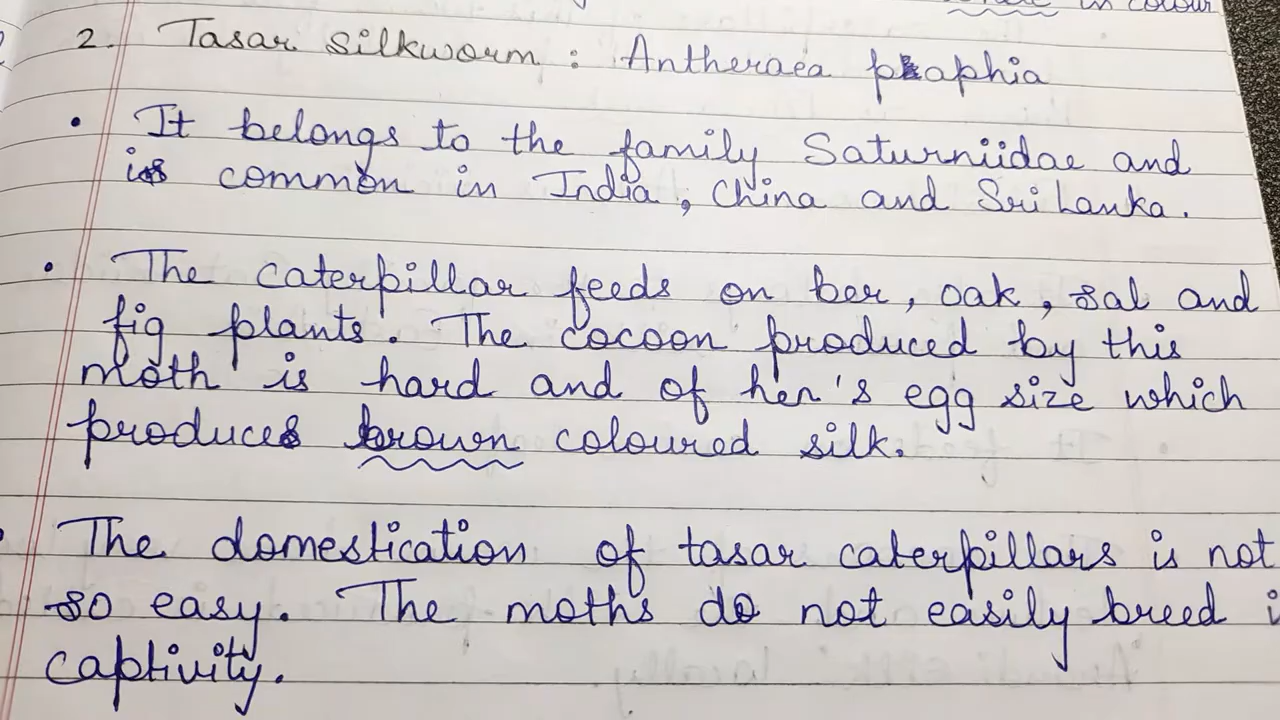 in colour
2. Tasar silkworm : Antheraea paphia
• It belongs to the family Saturniidae and
is common in India, China and Sri Lanka.
• The caterpillar feeds on ber, oak, sal and
fig plants. The cocoon produced by this
moth is hard and of hen's egg size which
produces brown coloured silk.
The domestication of tasar caterpillars is not
so easy. The moths do not easily breed i
captivity.